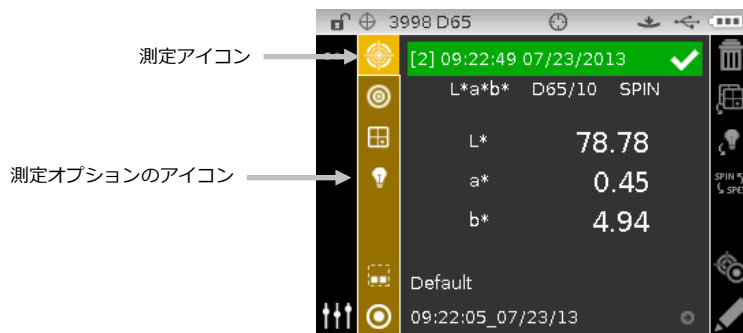 3998 D65
測定アイコン
[2] 09:22:49 07/23/2013
L*a*b* D65/10 SPIN
L* 78.78
測定オプションのアイコン
a* 0.45
SPIN
b* 4.94
Default
09:22:05_07/23/13